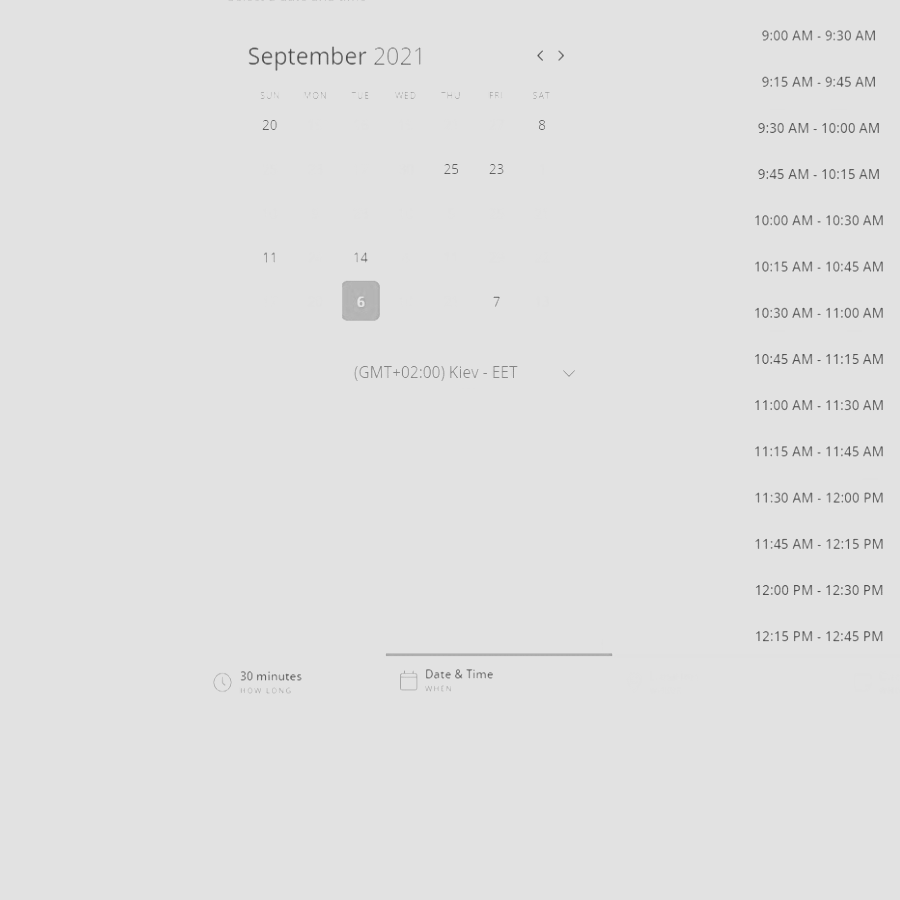 September 2021
SUN MON TUE WED THU FRI SAT
20 8
25 23
11 14
6 7
(GMT+02:00) Kiev - EET
30 minutes
HOW LONG
Date & Time
WHEN
9:00 AM - 9:30 AM
9:15 AM - 9:45 AM
9:30 AM - 10:00 AM
9:45 AM - 10:15 AM
10:00 AM - 10:30 AM
10:15 AM - 10:45 AM
10:30 AM - 11:00 AM
10:45 AM - 11:15 AM
11:00 AM - 11:30 AM
11:15 AM - 11:45 AM
11:30 AM - 12:00 PM
11:45 AM - 12:15 PM
12:00 PM - 12:30 PM
12:15 PM - 12:45 PM